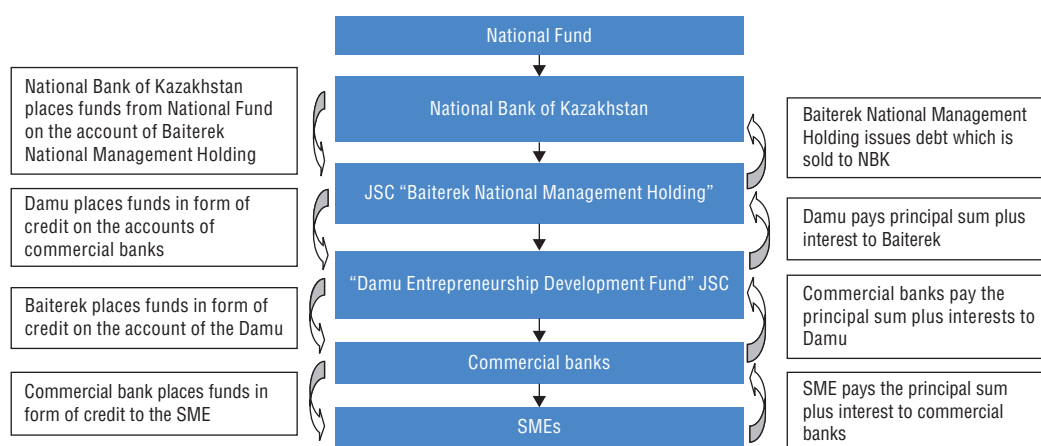 National Fund
National Bank of Kazakhstan
places funds from National Fund
on the account of Baiterek
National Management Holding
National Bank of Kazakhstan
Baiterek National Management
Holding issues debt which is
sold to NBK
JSC “Baiterek National Management Holding”
Damu places funds in form of
credit on the accounts of
commercial banks
Damu pays principal sum plus
interest to Baiterek
“Damu Entrepreneurship Development Fund” JSC
Baiterek places funds in form of
credit on the account of the Damu
Commercial banks pay the
principal sum plus interests to
Damu
Commercial banks
Commercial bank places funds in
form of credit to the SME
SME pays the principal sum
plus interest to commercial
banks
SMEs